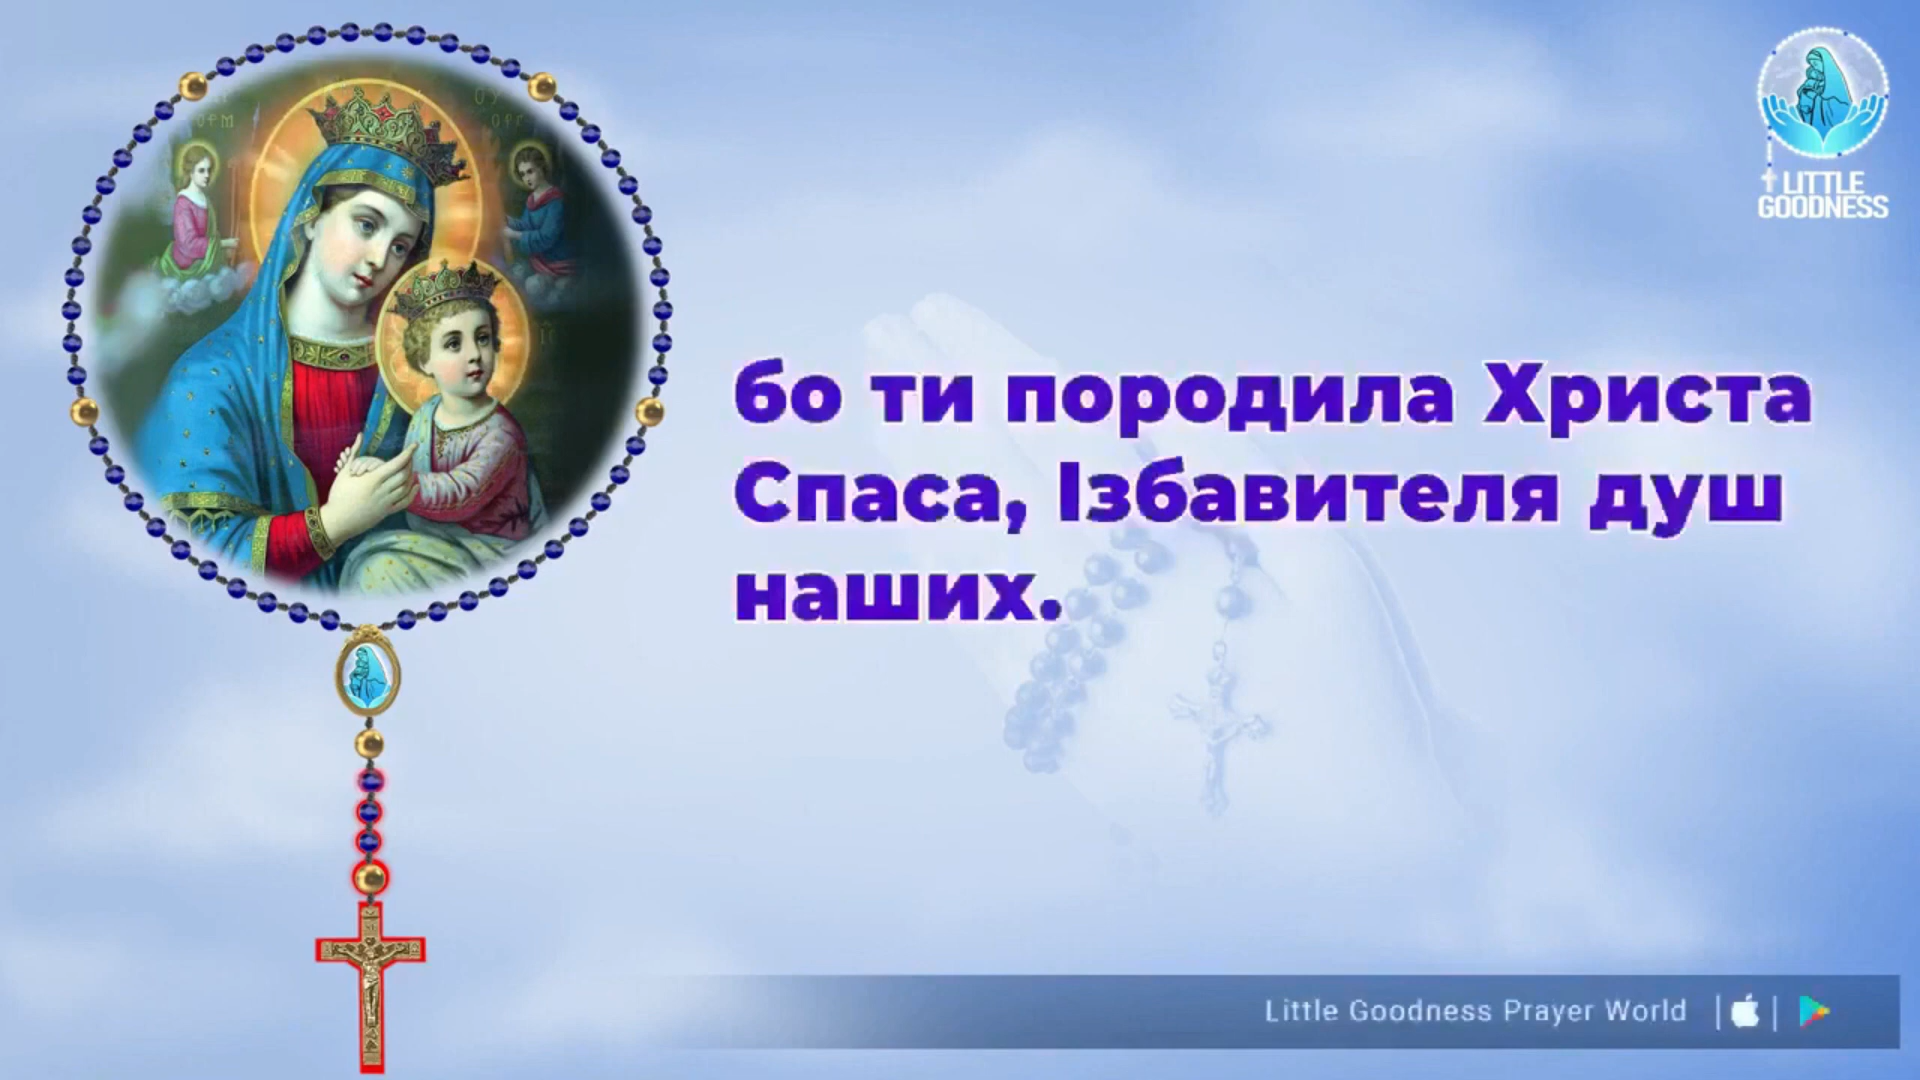 LITTLE
GOODNESS
бо ти породила Христа
Спаса, Ізбавителя душ
наших.
Little Goodness Prayer World